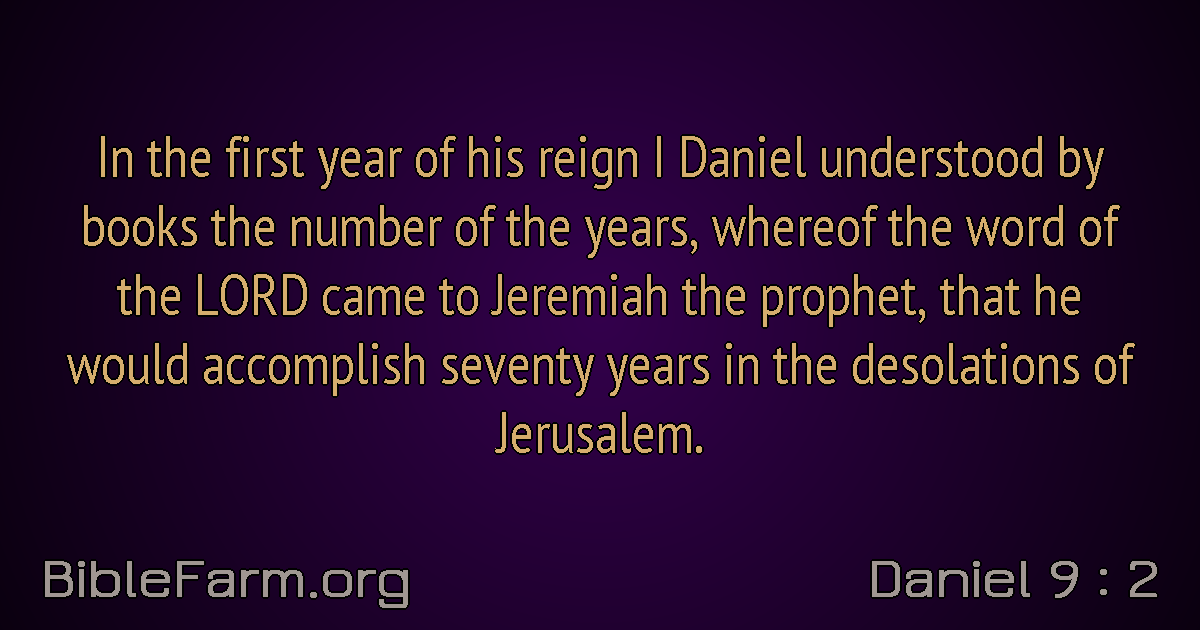 In the first year of his reign I Daniel understood by
books the number of the years, whereof the word of
the LORD came to Jeremiah the prophet, that he
would accomplish seventy years in the desolations of
Jerusalem.
BibleFarm.org
Daniel 9 : 2